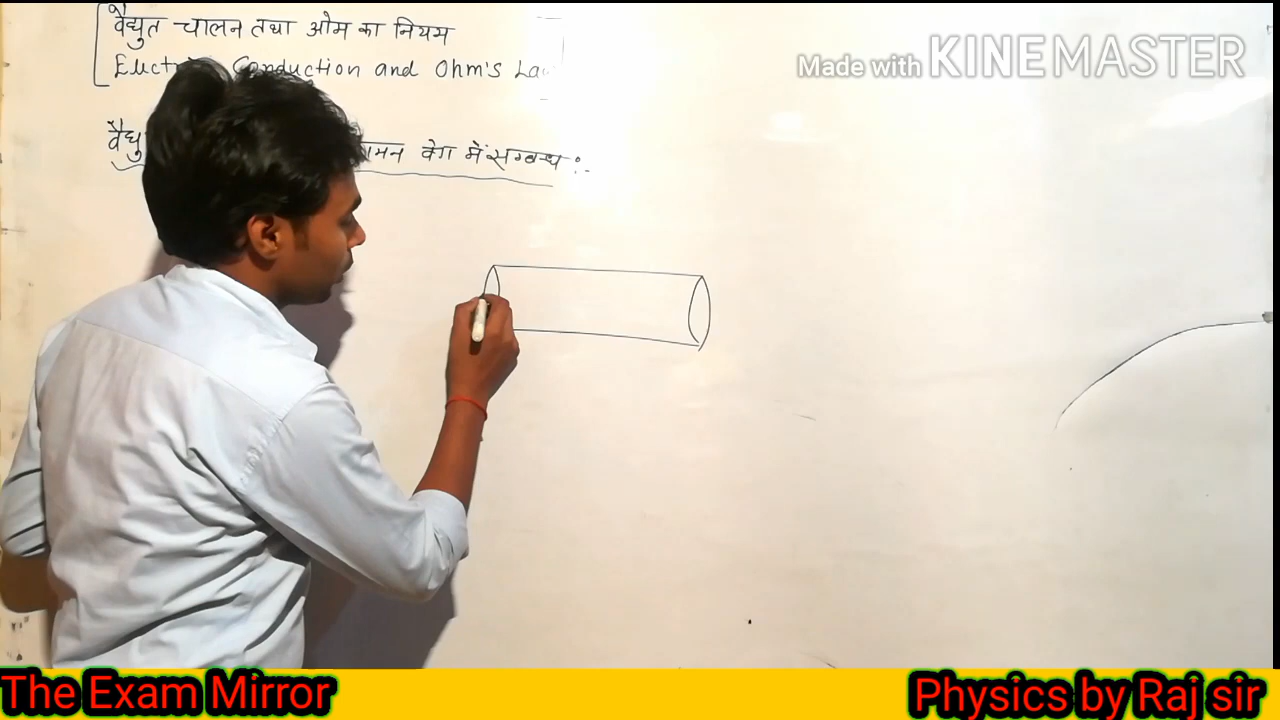 वैद्युत चालन तथा ओम का नियम
Made with KINEMASTER
Conduction and Ohm's
वेग में सम्बन्ध :-
The Exam Mirror
Physics by Raj sir